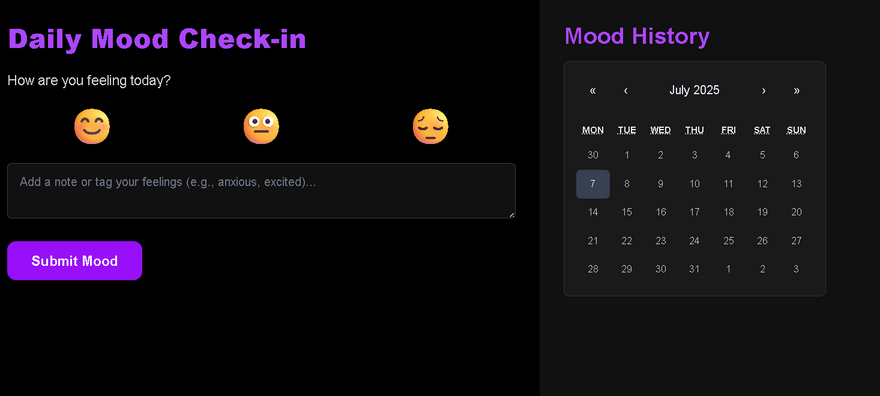 Daily Mood Check-in
How are you feeling today?
Add a note or tag your feelings (e.g., anxious, excited)...
Submit Mood
Mood History
« ‹ July 2025 › »
MON TUE WED THU FRI SAT SUN
30 1 2 3 4 5 6
7 8 9 10 11 12 13
14 15 16 17 18 19 20
21 22 23 24 25 26 27
28 29 30 31 1 2 3